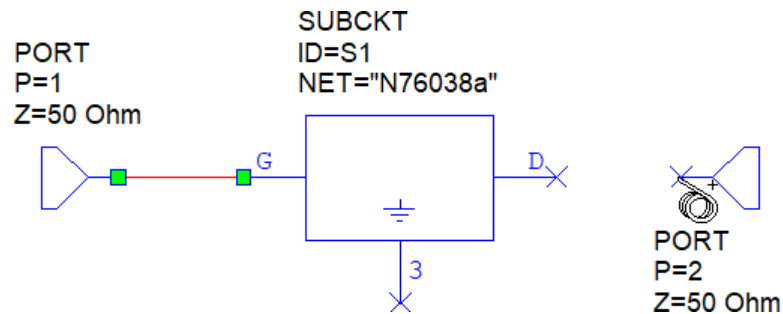 SUBCKT
ID=S1
NET="N76038a"
PORT
P=1
Z=50 Ohm
G
D
3
PORT
P=2
Z=50 Ohm